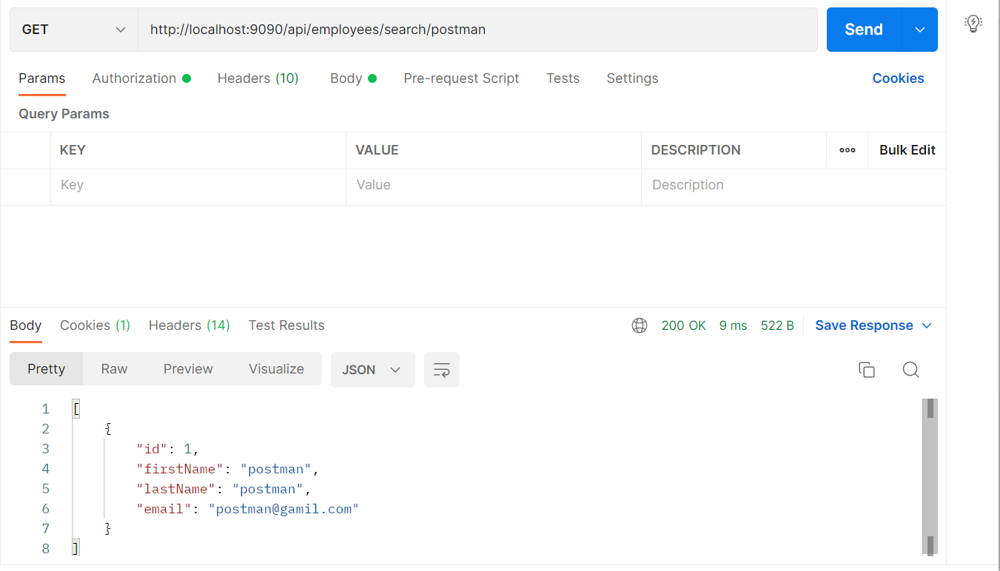 GET http://localhost:9090/api/employees/search/postman Send
Params Authorization Headers (10) Body Pre-request Script Tests Settings Cookies
Query Params
KEY VALUE DESCRIPTION Bulk Edit
Key Value Description
Body Cookies (1) Headers (14) Test Results 200 OK 9 ms 522 B Save Response
Pretty Raw Preview Visualize JSON
1 [
2 {
3 "id": 1,
4 "firstName": "postman",
5 "lastName": "postman",
6 "email": "postman@gamil.com"
7 }
8 ]